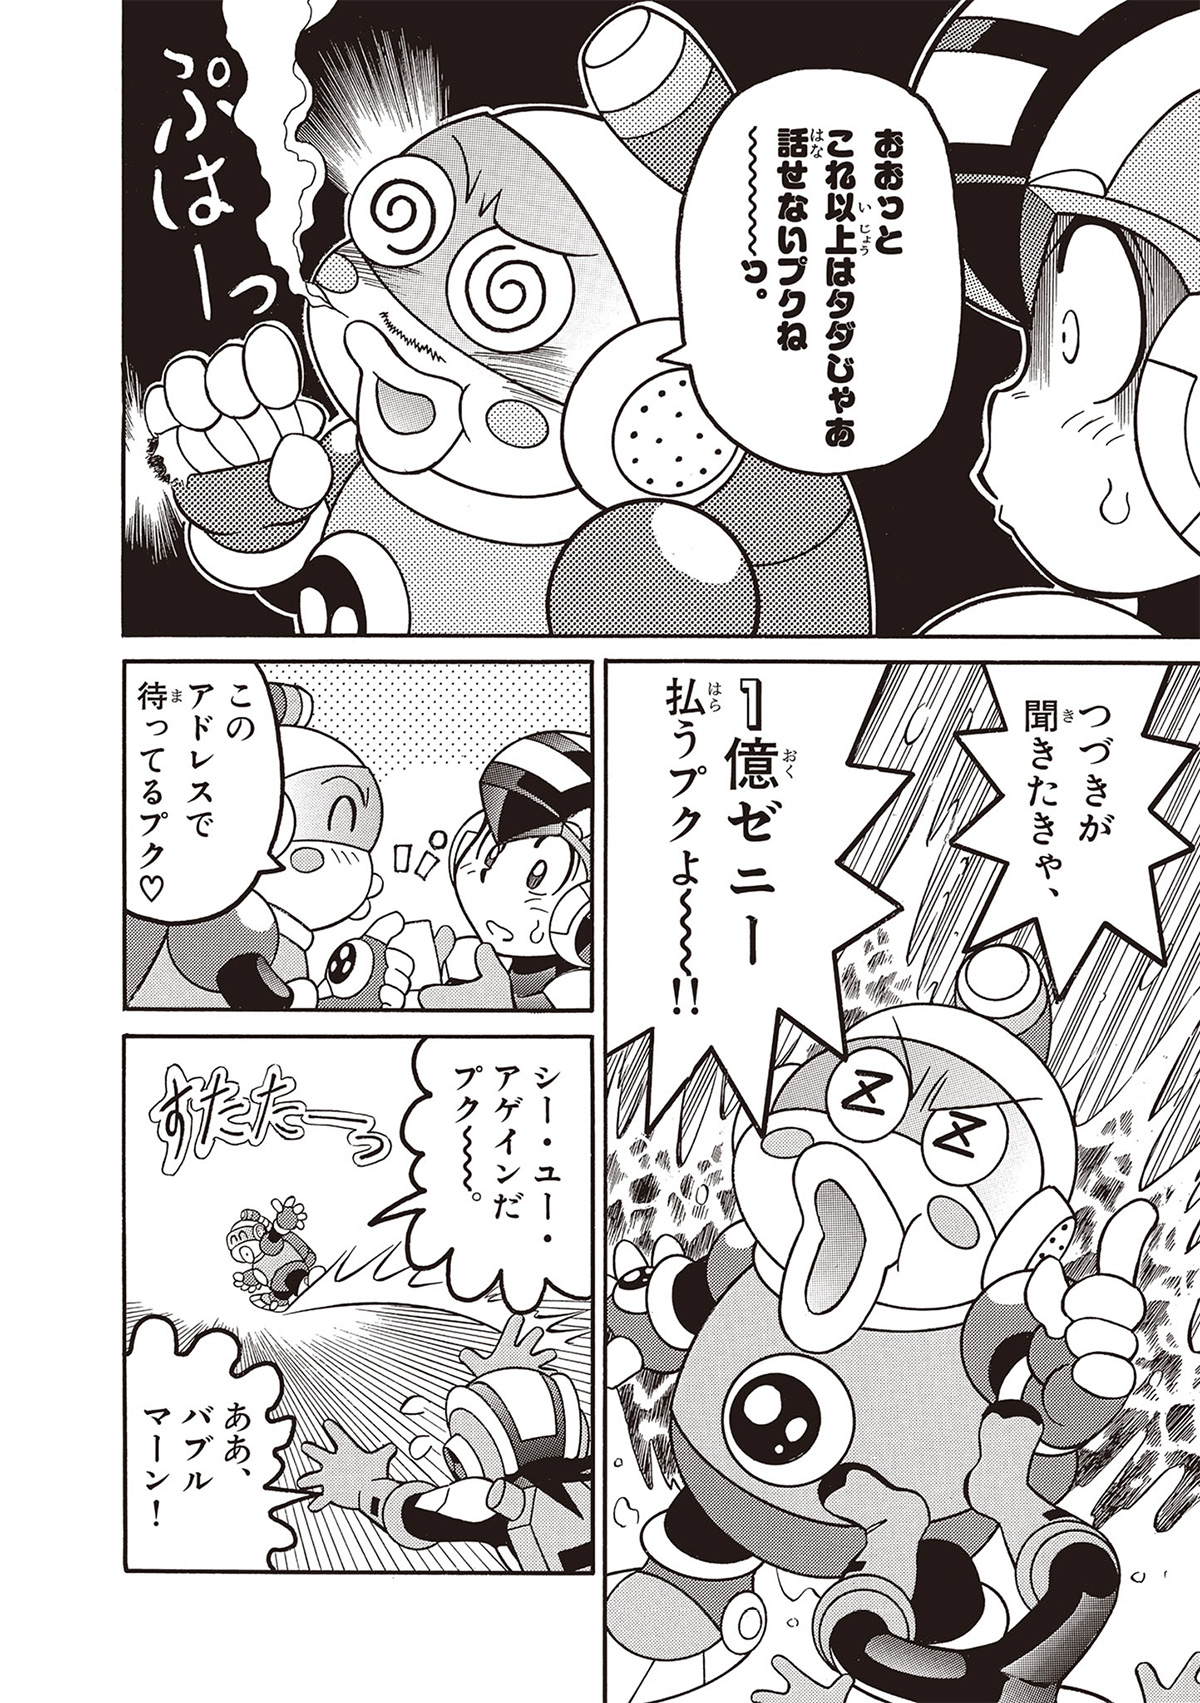 おおっと
これ以上はタダじゃあ
話せないプクね
〜〜〜っ。
ぷはーっ
つづきが
聞きたきゃ、
1億ゼニー
払うプクよ〜〜!!
この
アドレスで
待ってるプク♡
シー・ユー・
アゲインだ
プク〜〜。
すたたーっ
ああ、
バブル
マーン!